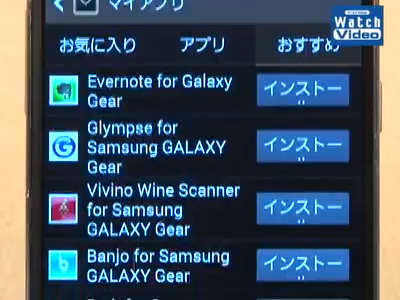 マイアプリ
Watch
Video
お気に入り アプリ おすすめ
Evernote for Galaxy
Gear
インストー
Glympse for
Samsung GALAXY
Gear
インストー
Vivino Wine Scanner
for Samsung
GALAXY Gear
インストー
Banjo for Samsung
GALAXY Gear
インストー